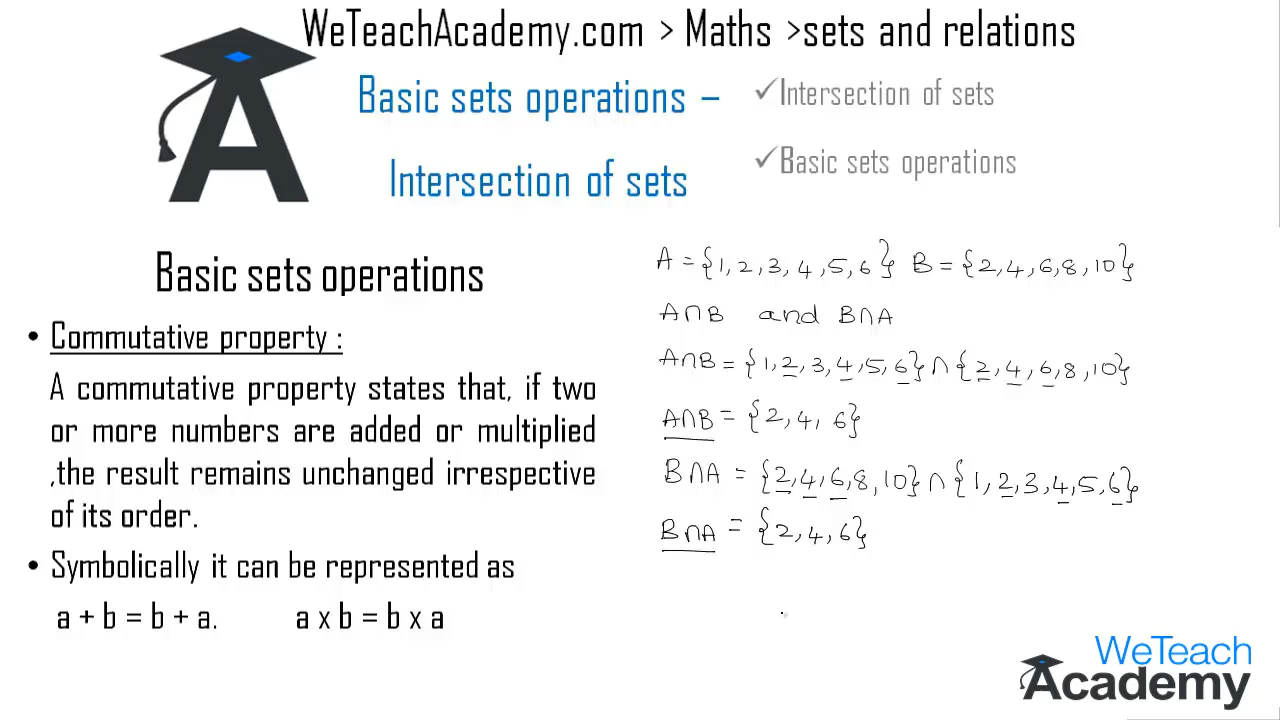 WeTeachAcademy.com > Maths >sets and relations
Basic sets operations –
Intersection of sets
✓Intersection of sets
✓Basic sets operations
Basic sets operations
• Commutative property :
A commutative property states that, if two
or more numbers are added or multiplied
,the result remains unchanged irrespective
of its order.
• Symbolically it can be represented as
a + b = b + a. a x b = b x a
A = {1, 2, 3, 4, 5, 6} B = {2, 4, 6, 8, 10}
A∩B and B∩A
A∩B = {1, 2, 3, 4, 5, 6} ∩ {2, 4, 6, 8, 10}
A∩B = {2, 4, 6}
B∩A = {2, 4, 6, 8, 10} ∩ {1, 2, 3, 4, 5, 6}
B∩A = {2, 4, 6}
WeTeach
Academy